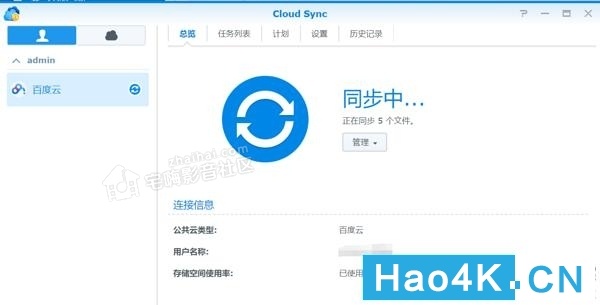 Cloud Sync
admin
百度云
总览 任务列表 计划 设置 历史记录
同步中...
正在同步 5 个文件。
管理
zhaihai.com
宅嗨影音社区
连接信息
公共云类型: 百度云
用户名称:
存储空间使用率: 已使用
Hao4K.CN